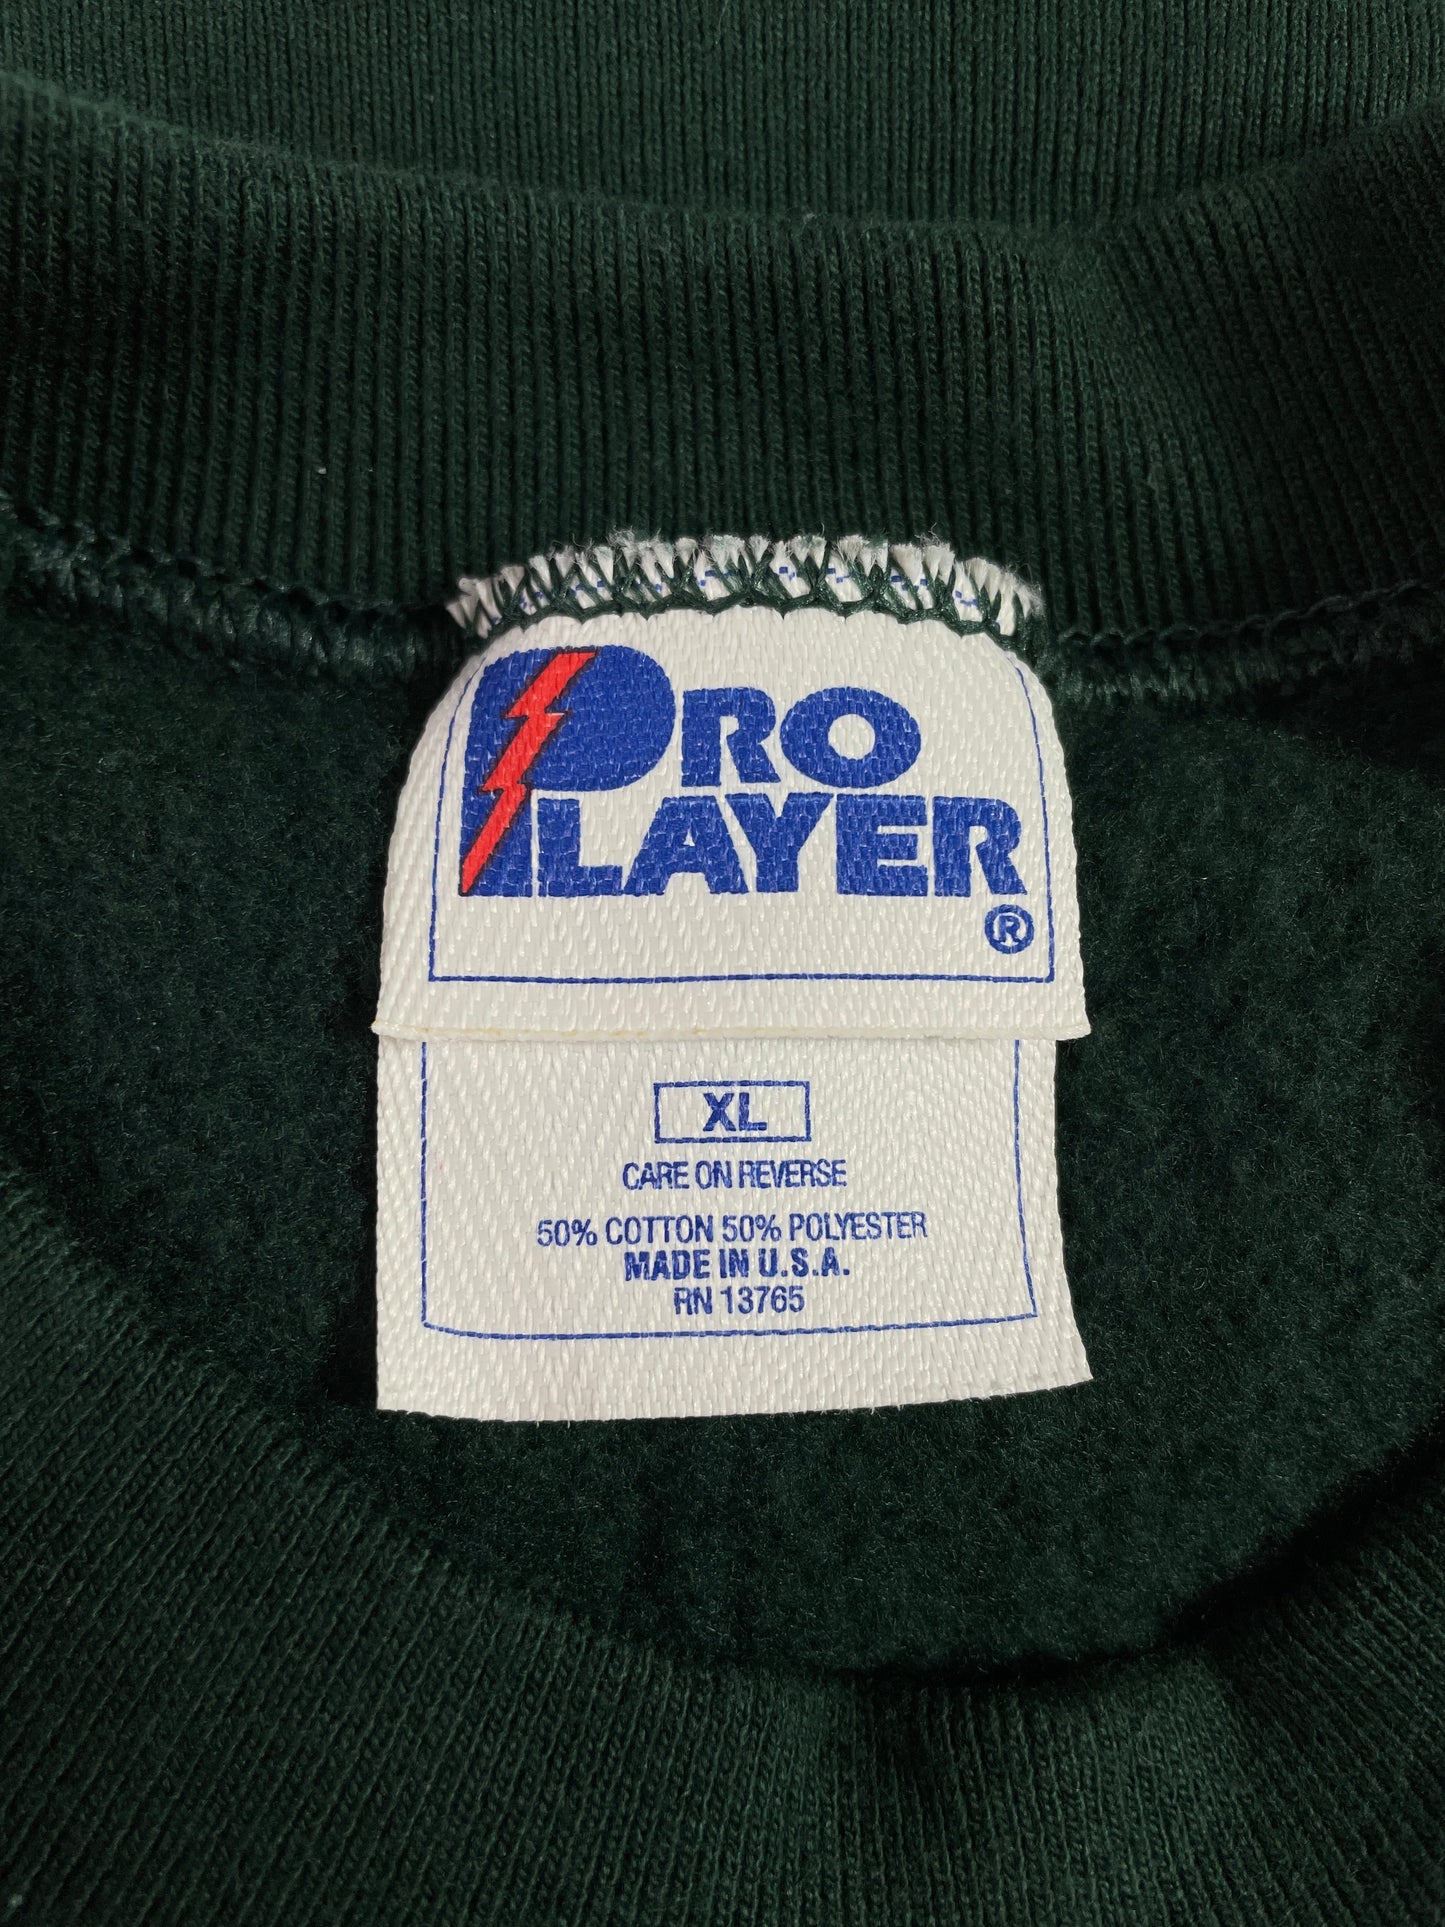 PRO
PLAYER
®
XL
CARE ON REVERSE
50% COTTON 50% POLYESTER
MADE IN U.S.A.
RN 13765